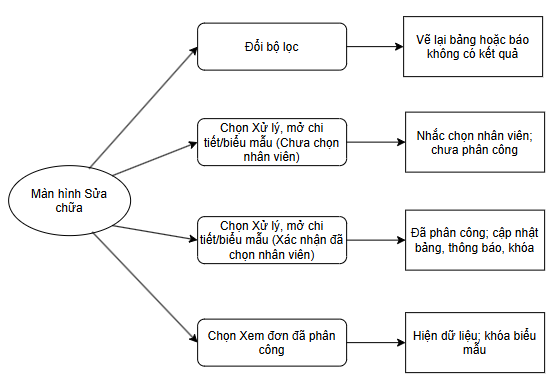 Màn hình Sửa
chữa
Đổi bộ lọc
Vẽ lại bảng hoặc báo
không có kết quả
Chọn Xử lý, mở chi
tiết/biểu mẫu (Chưa chọn
nhân viên)
Nhắc chọn nhân viên;
chưa phân công
Chọn Xử lý, mở chi
tiết/biểu mẫu (Xác nhận đã
chọn nhân viên)
Đã phân công; cập nhật
bảng, thông báo, khóa
Chọn Xem đơn đã phân
công
Hiện dữ liệu; khóa biểu
mẫu